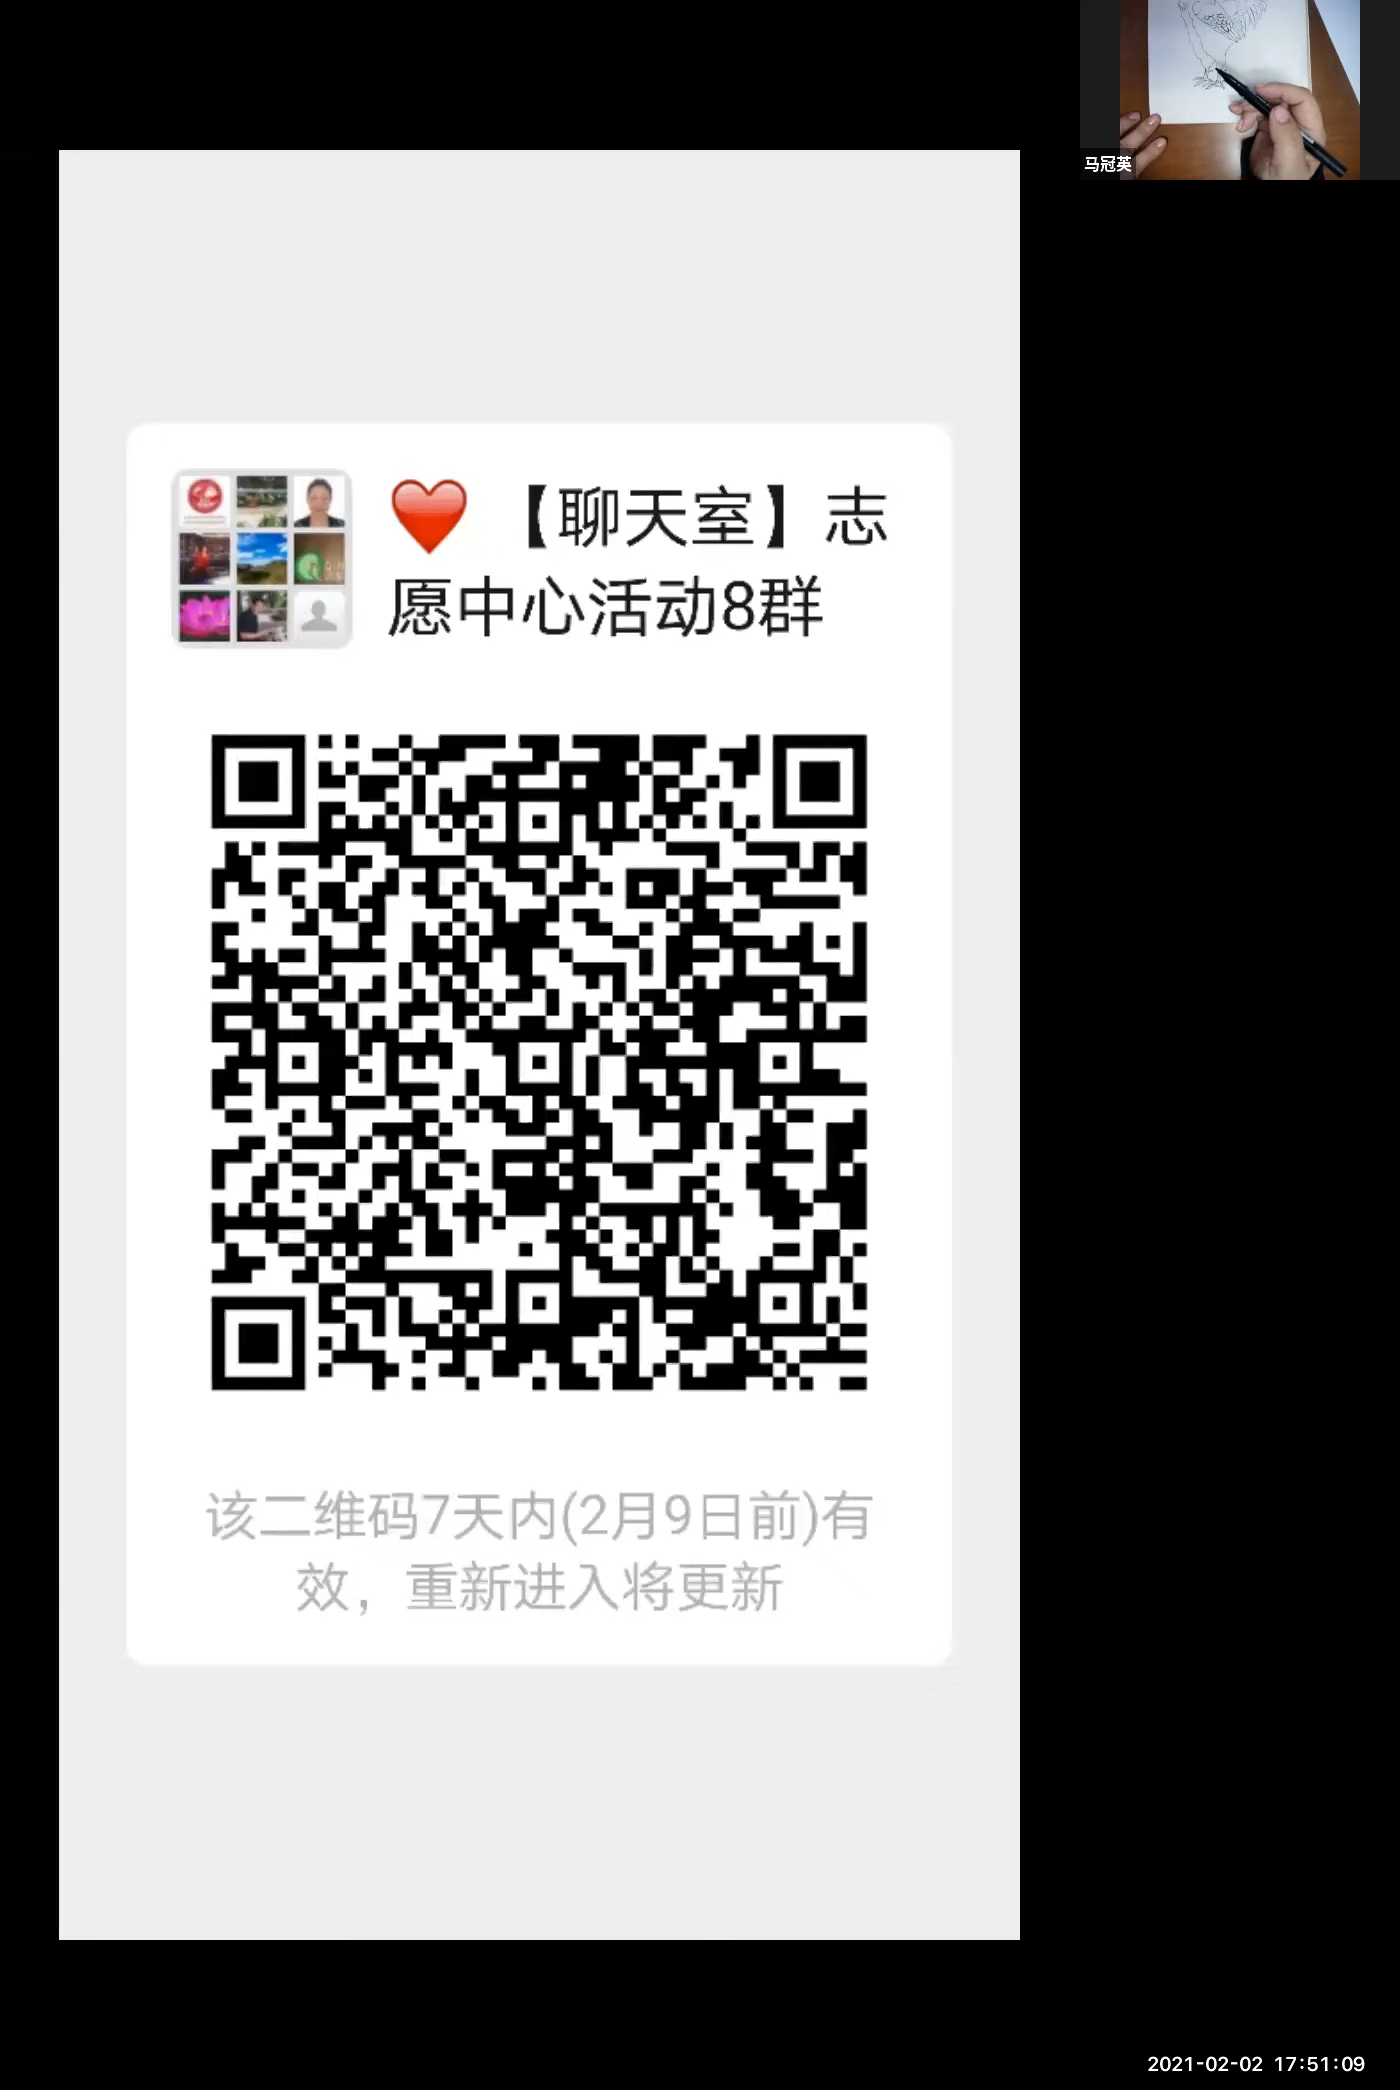 马冠英
❤️ 【聊天室】志
愿中心活动8群
该二维码7天内(2月9日前)有
效，重新进入将更新
2021-02-02 17:51:09